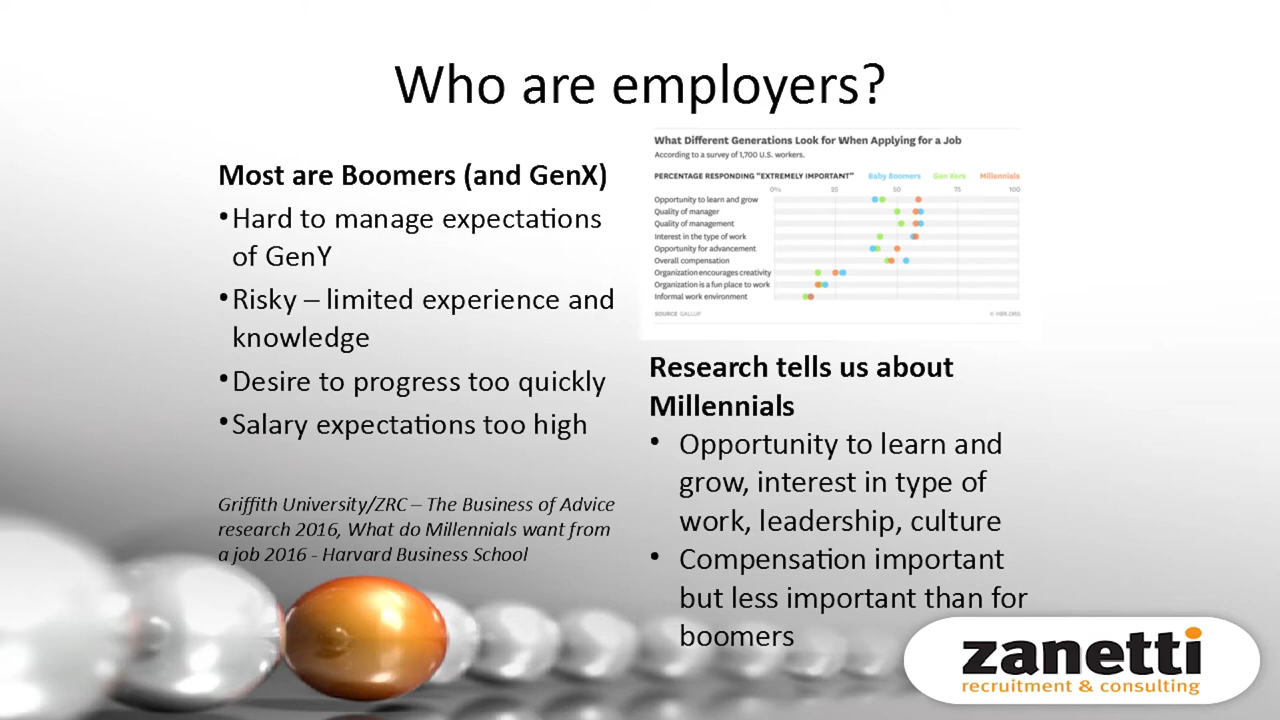 Who are employers?
Most are Boomers (and GenX)
•Hard to manage expectations
of GenY
•Risky – limited experience and
knowledge
•Desire to progress too quickly
•Salary expectations too high
Griffith University/ZRC – The Business of Advice
research 2016, What do Millennials want from
a job 2016 - Harvard Business School
What Different Generations Look for When Applying for a Job
According to a survey of 1,700 U.S. workers.
PERCENTAGE RESPONDING "EXTREMELY IMPORTANT" Baby Boomers Gen Xers Millennials
0% 25 50 75 100
Opportunity to learn and grow
Quality of manager
Quality of management
Interest in the type of work
Opportunity for advancement
Overall compensation
Organization encourages creativity
Organization is a fun place to work
Informal work environment
SOURCE GALLUP © HBR.ORG
Research tells us about
Millennials
• Opportunity to learn and
grow, interest in type of
work, leadership, culture
• Compensation important
but less important than for
boomers
zanetti
recruitment & consulting